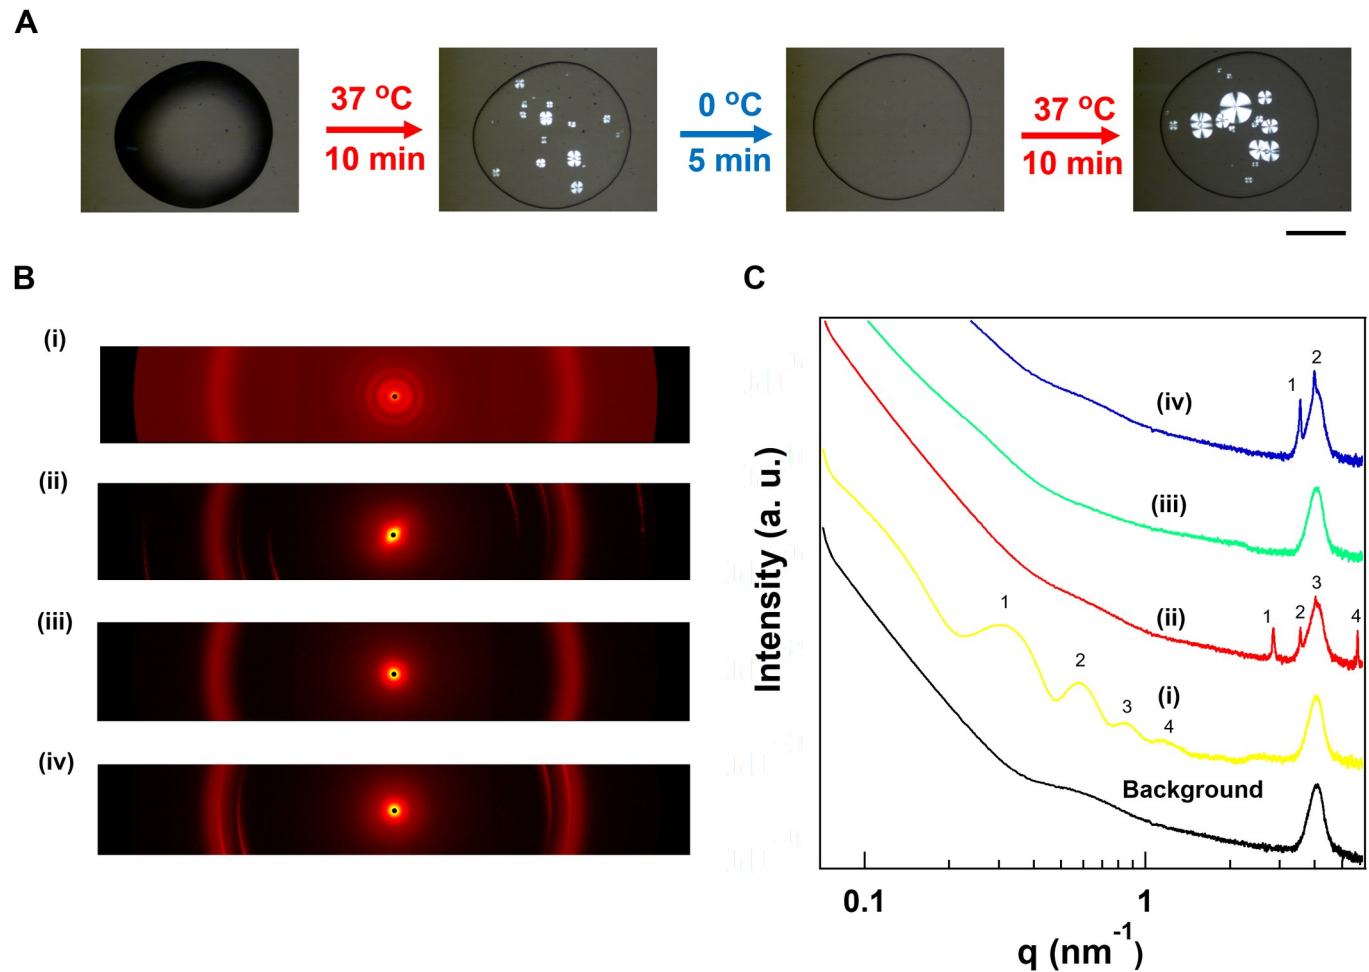 A
37 °C
10 min
0 °C
5 min
37 °C
10 min
B
(i)
(ii)
(iii)
(iv)
C
Intensity (a. u.)
1
2
(iv)
(iii)
1
2
3
4
(ii)
1
2
3
4
(i)
Background
0.1
1
q (nm⁻¹)